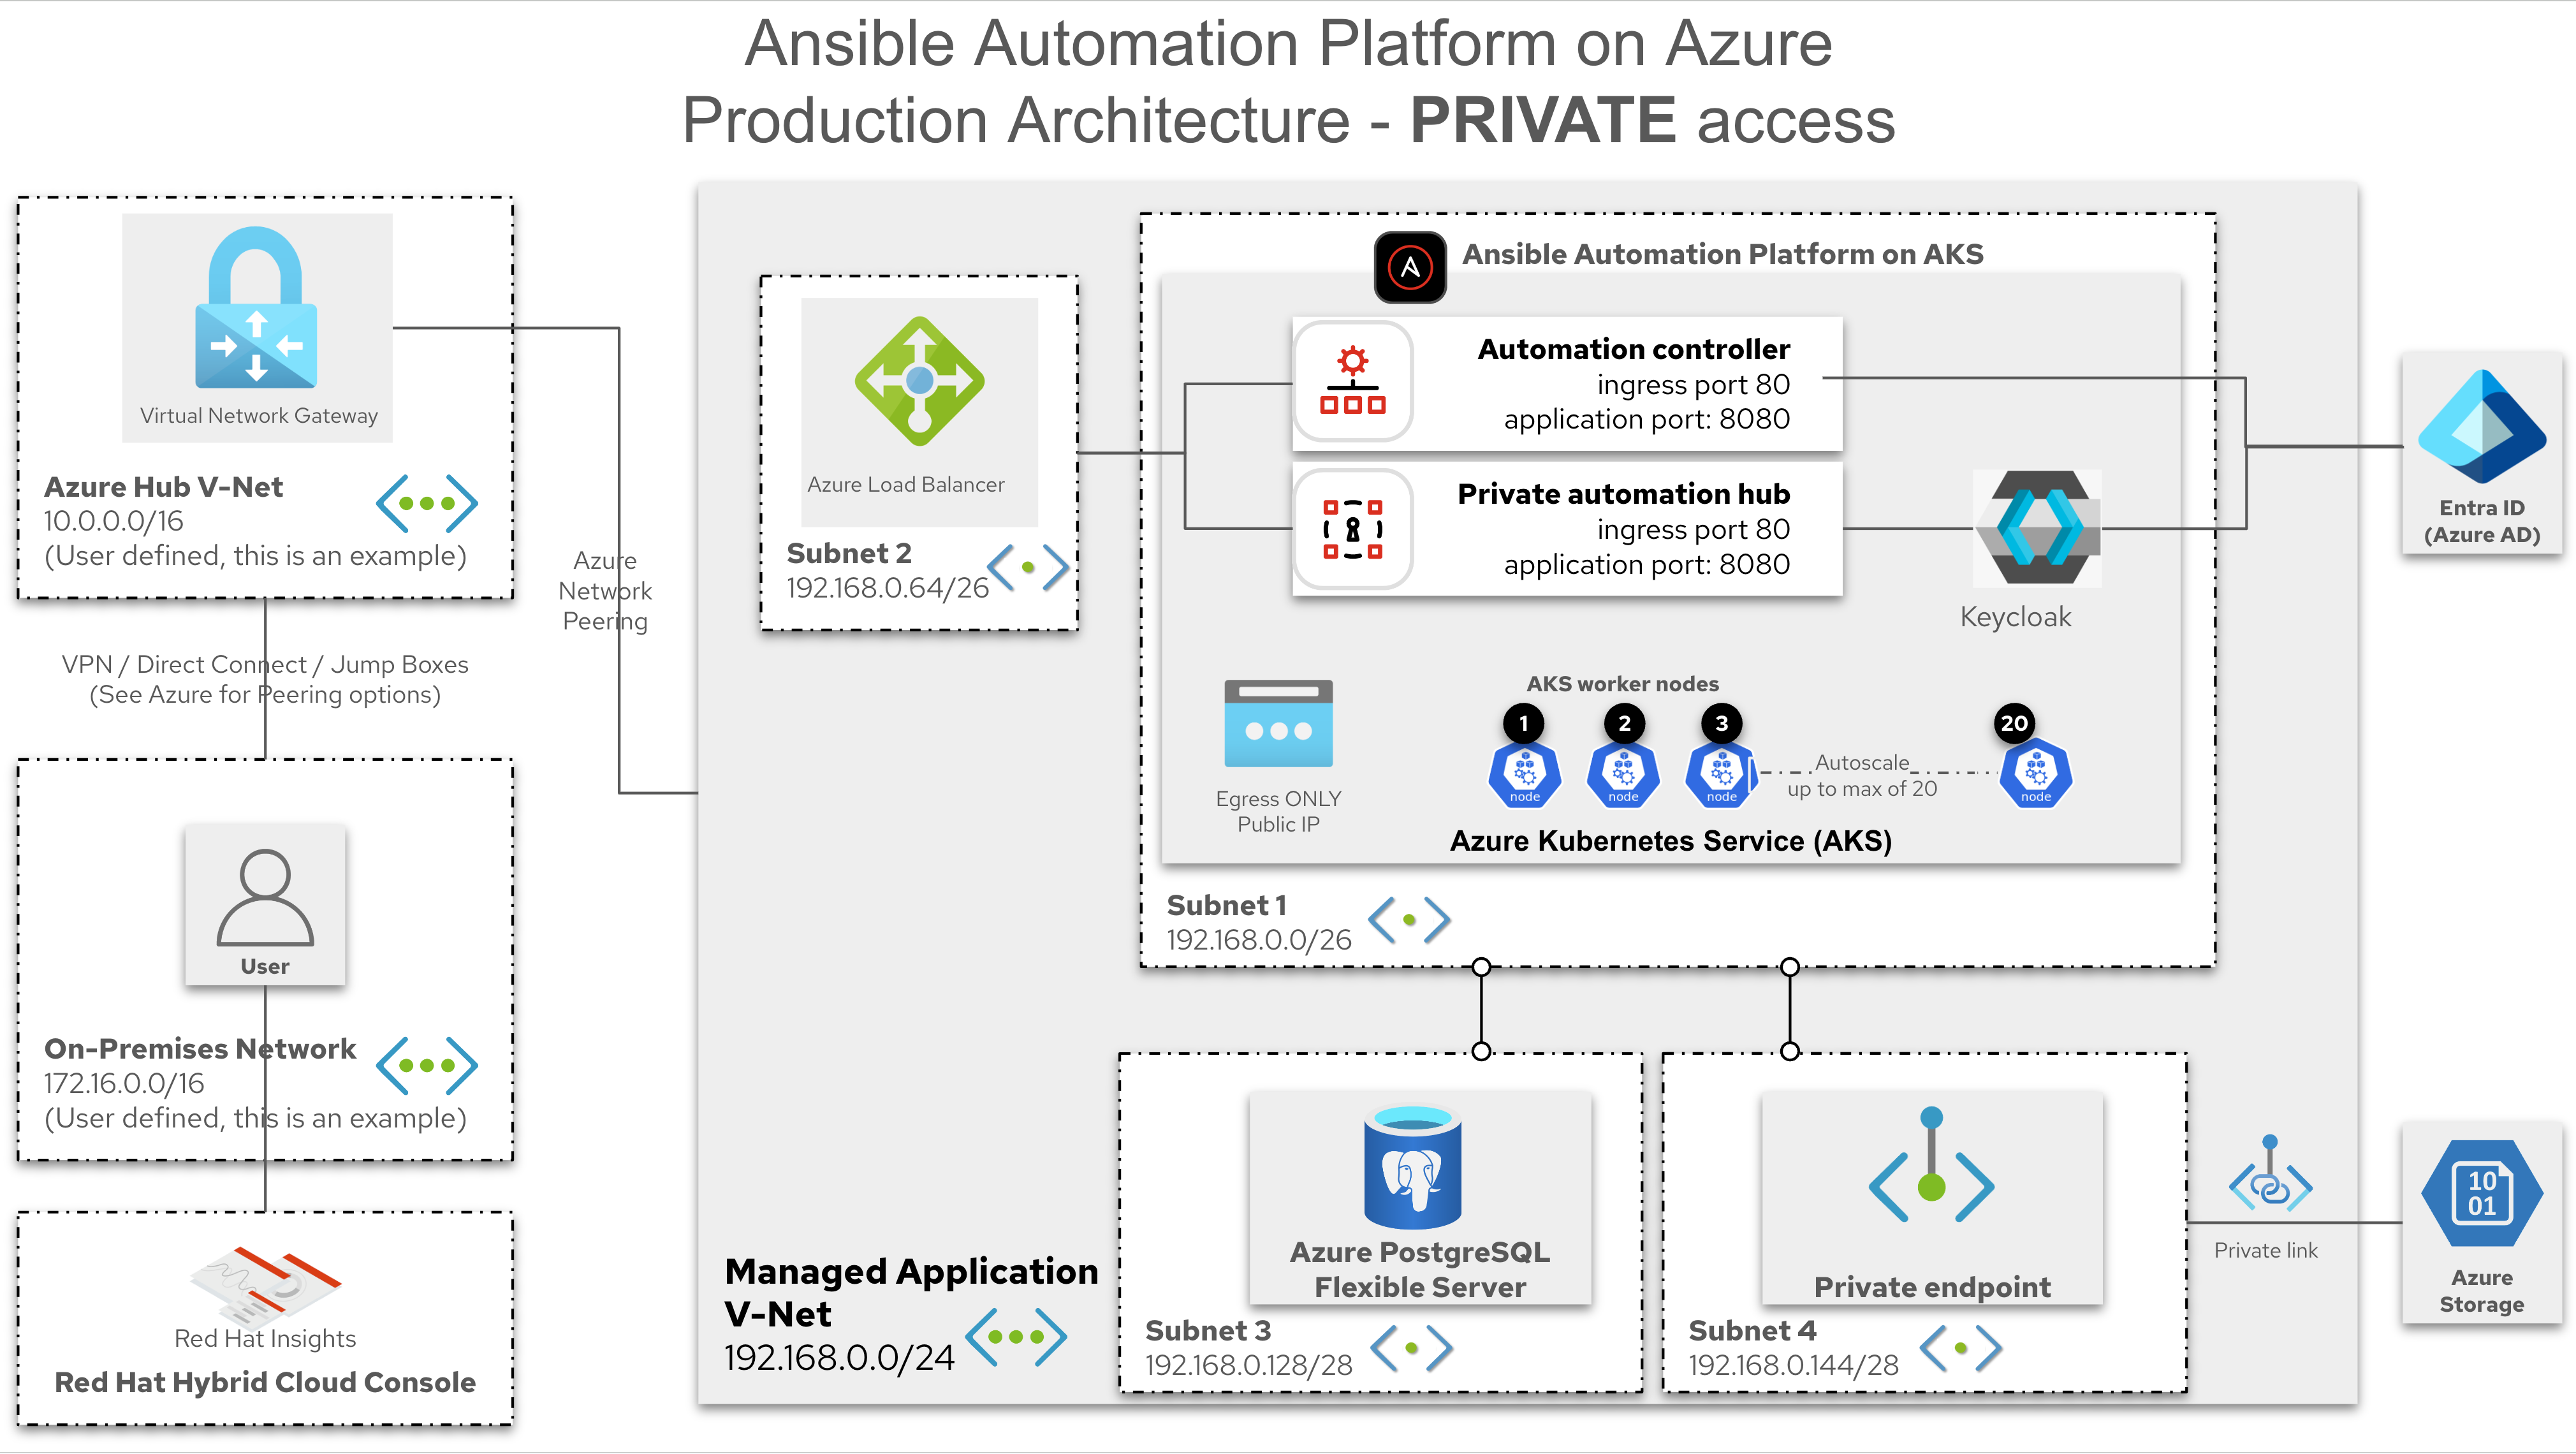 Ansible Automation Platform on Azure
Production Architecture - PRIVATE access
Virtual Network Gateway
Azure Hub V-Net
10.0.0.0/16
(User defined, this is an example)
VPN / Direct Connect / Jump Boxes
(See Azure for Peering options)
User
On-Premises Network
172.16.0.0/16
(User defined, this is an example)
Red Hat Insights
Red Hat Hybrid Cloud Console
Azure
Network
Peering
Azure Load Balancer
Subnet 2
192.168.0.64/26
Managed Application
V-Net
192.168.0.0/24
Ansible Automation Platform on AKS
Automation controller
ingress port 80
application port: 8080
Private automation hub
ingress port 80
application port: 8080
Keycloak
Egress ONLY
Public IP
AKS worker nodes
1
2
3
20
node
node
node
node
Autoscale
up to max of 20
Azure Kubernetes Service (AKS)
Subnet 1
192.168.0.0/26
Azure PostgreSQL
Flexible Server
Subnet 3
192.168.0.128/28
Private endpoint
Subnet 4
192.168.0.144/28
Entra ID
(Azure AD)
Private link
10
01
Azure
Storage